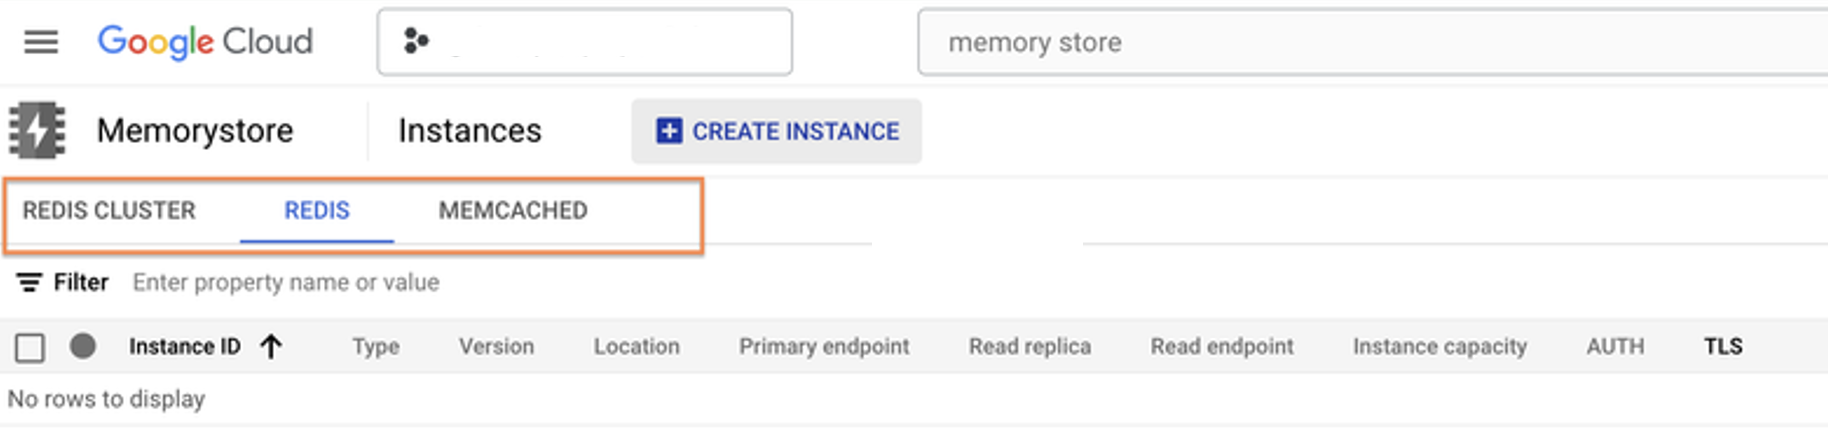 Google Cloud
memory store
Memorystore
Instances
CREATE INSTANCE
REDIS CLUSTER
REDIS
MEMCACHED
Filter
Enter property name or value
Instance ID
Type
Version
Location
Primary endpoint
Read replica
Read endpoint
Instance capacity
AUTH
TLS
No rows to display